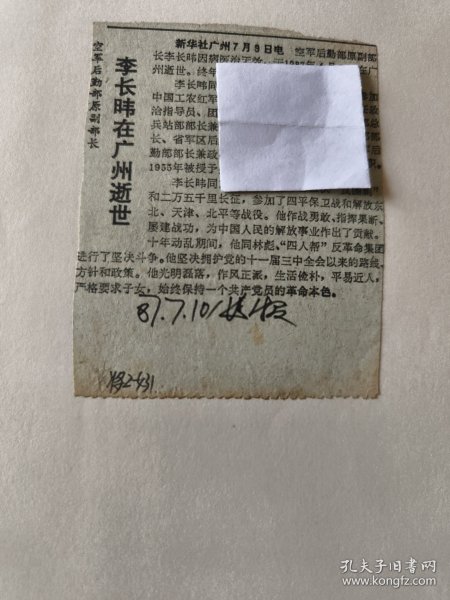 空军后勤部原副部长
李长暐在广州逝世
新华社广州7月9日电 空军后勤部原副部
长李长暐因病医治无效
州逝世。终年
李长暐同
中国工农红军
治指导员、团
兵站部部长兼
长、省军区后
勤部部长兼政
1955年被授予
李长暐同
和二万五千里长征，参加了四平保卫战和解放东
北、天津、北平等战役。他作战勇敢、指挥果断、
屡建战功，为中国人民的解放事业作出了贡献。
十年动乱期间，他同林彪、“四人帮”反革命集团
进行了坚决斗争。他坚决拥护党的十一届三中全会以来的路线、
方针和政策。他光明磊落，作风正派，生活俭朴，平易近人，
严格要求子女，始终保持一个共产党员的革命本色。
87.7.10
孔夫子旧书网
www.kongfz.com